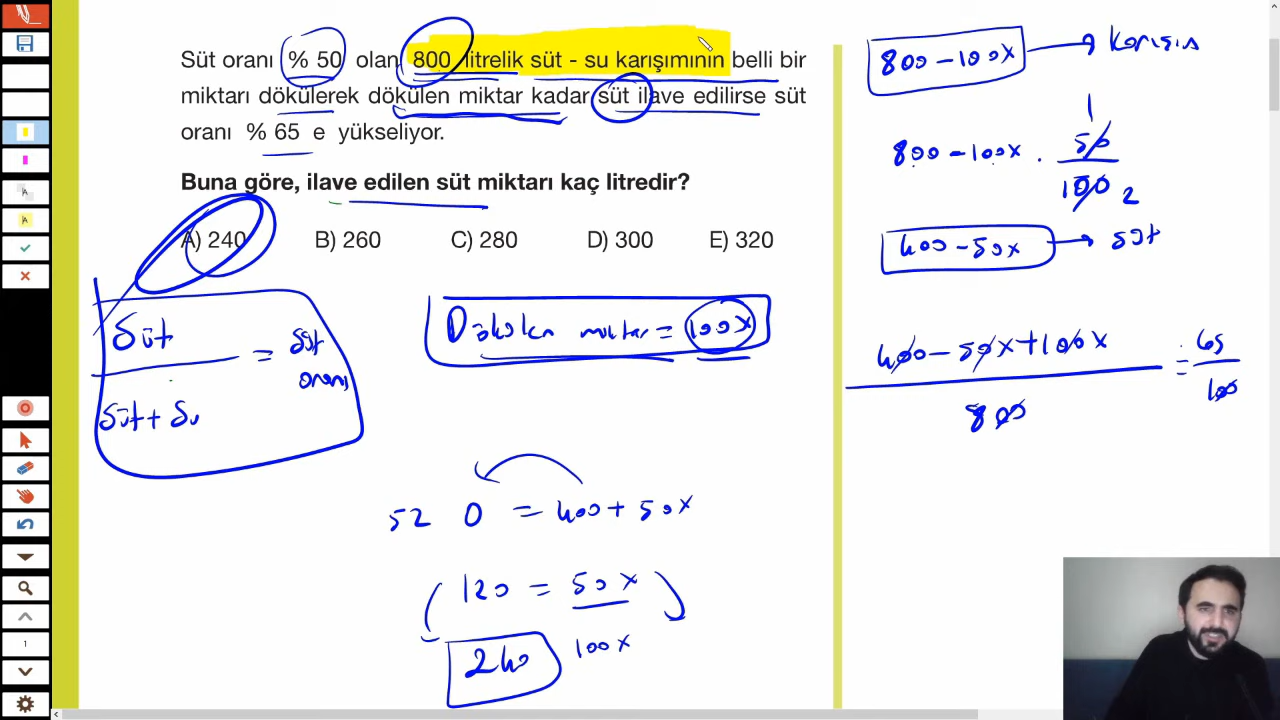 Süt oranı % 50 olan 800 litrelik süt - su karışımının belli bir
miktarı dökülerek dökülen miktar kadar süt ilave edilirse süt
oranı % 65 e yükseliyor.
Buna göre, ilave edilen süt miktarı kaç litredir?
A) 240 B) 260 C) 280 D) 300 E) 320
süt
süt + su
= süt oranı
Dökülen miktar = 100x
520 = 400 + 50x
120 = 50x
240 100x
800 - 100x → karışım
800 - 100x . 50/100
1
2
400 - 50x → süt
400 - 50x + 100x
800
= 65/100
1